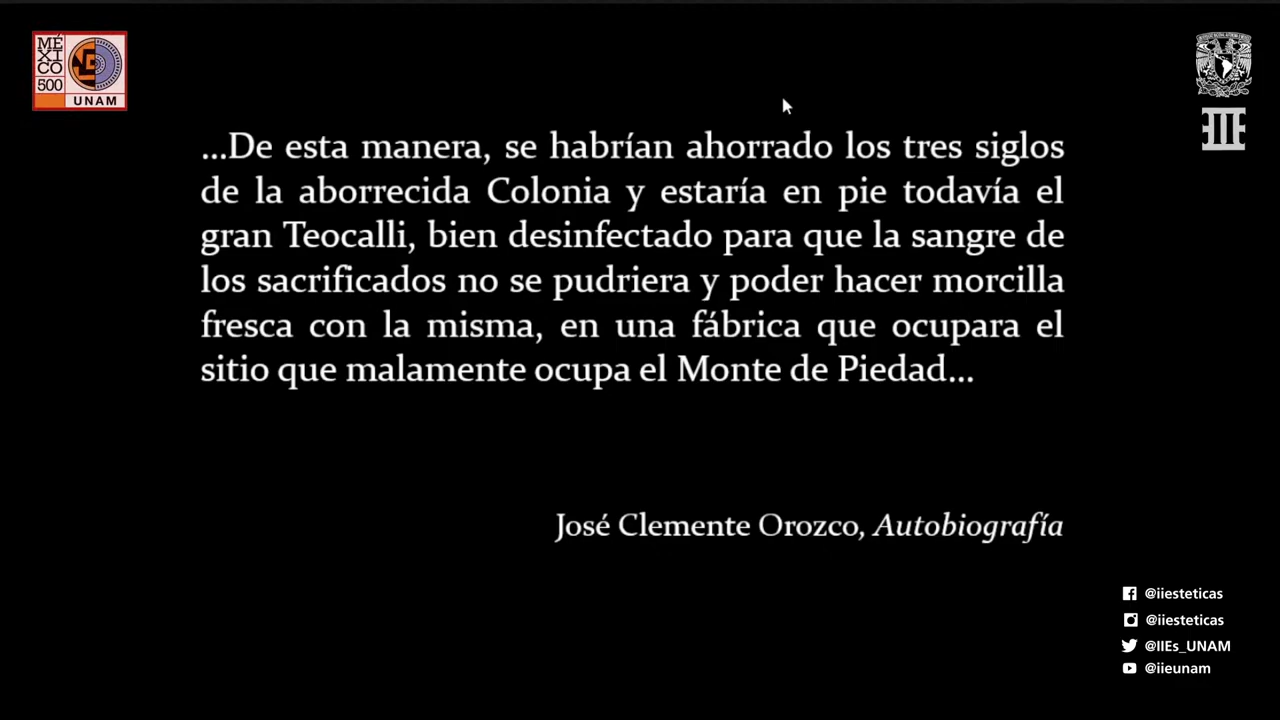 MÉ
XI
CO
500
UNAM
...De esta manera, se habrían ahorrado los tres siglos
de la aborrecida Colonia y estaría en pie todavía el
gran Teocalli, bien desinfectado para que la sangre de
los sacrificados no se pudriera y poder hacer morcilla
fresca con la misma, en una fábrica que ocupara el
sitio que malamente ocupa el Monte de Piedad...
José Clemente Orozco, Autobiografía
@iiesteticas
@iiesteticas
@IIEs_UNAM
@iieunam